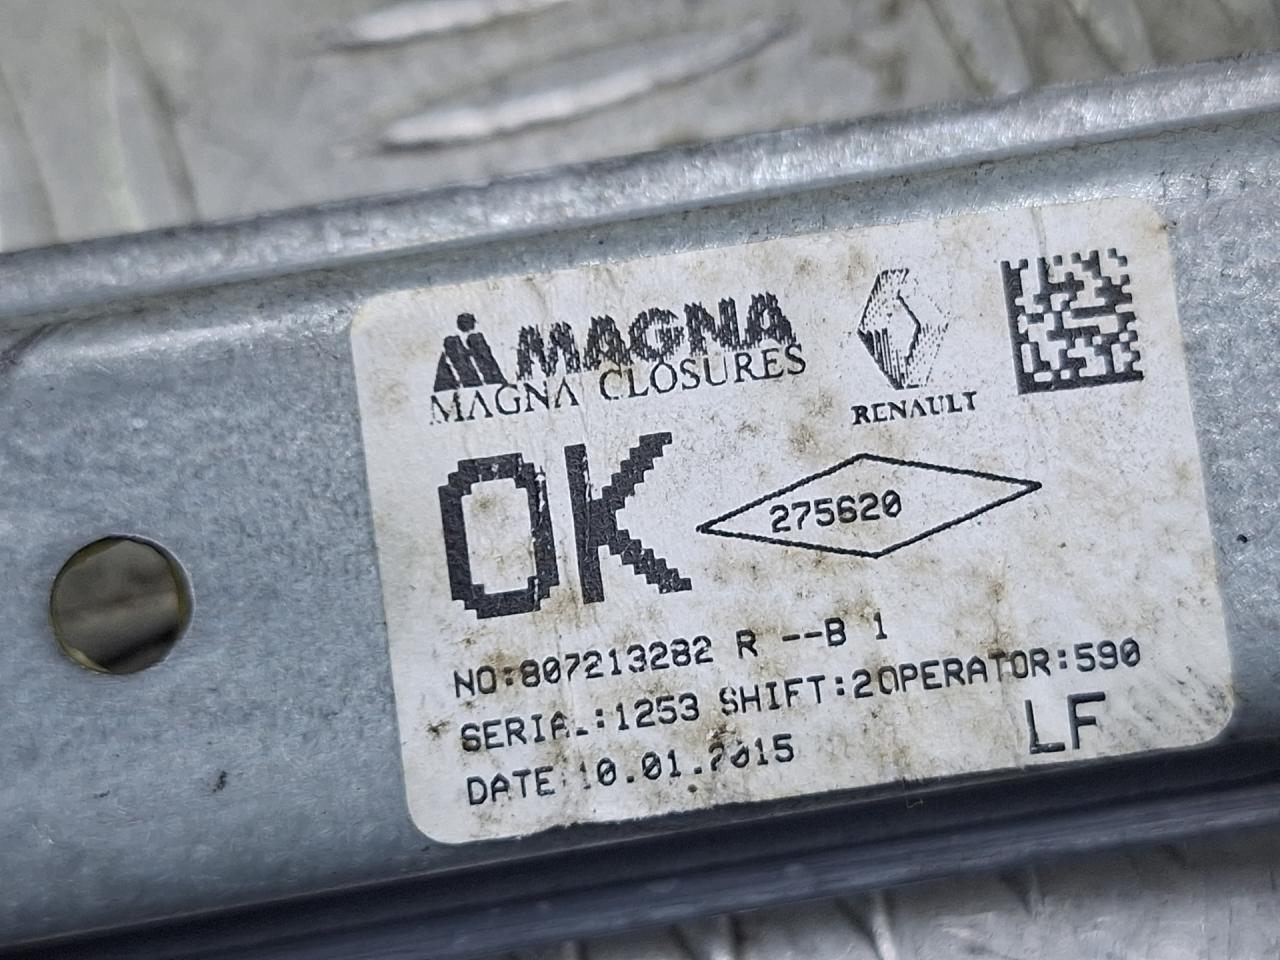 MAGNA
MAGNA CLOSURES
RENAULT
OK
275620
NO:807213282 R --B 1
SERIAL:1253 SHIFT:2OPERATOR:590
DATE:10.01.2015
LF